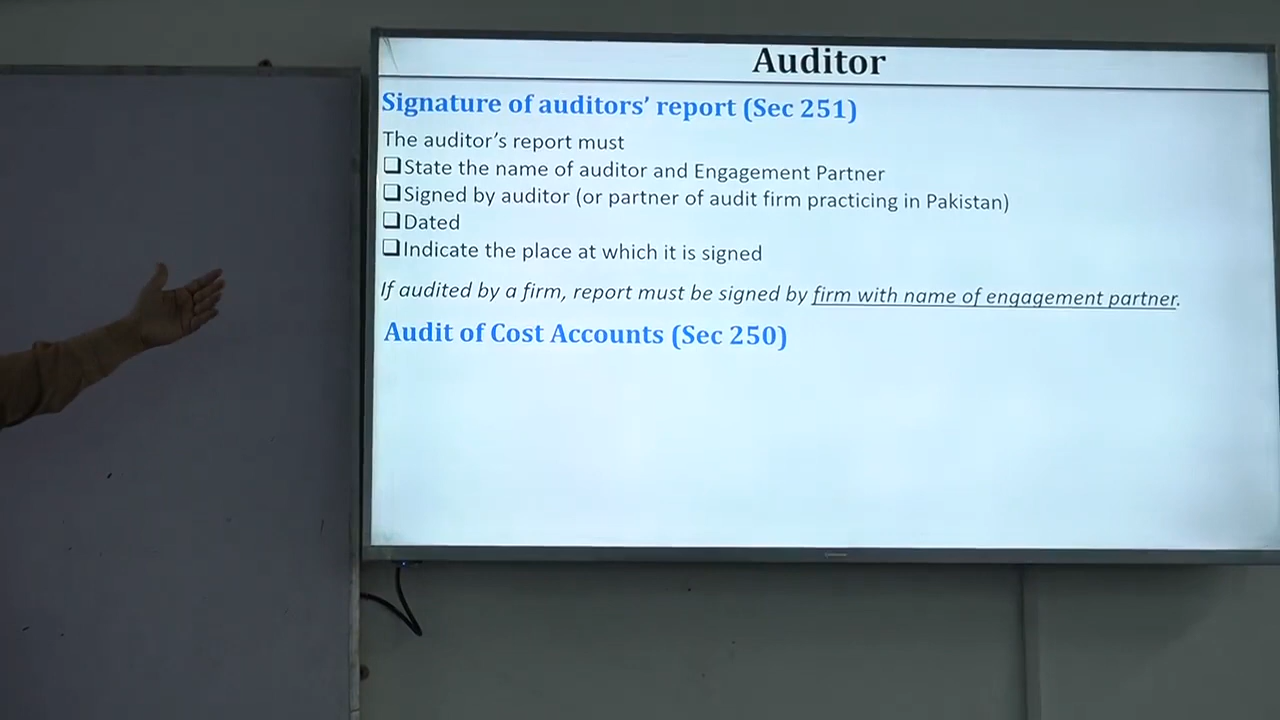 Auditor
Signature of auditors’ report (Sec 251)
The auditor’s report must
❑State the name of auditor and Engagement Partner
❑Signed by auditor (or partner of audit firm practicing in Pakistan)
❑Dated
❑Indicate the place at which it is signed
If audited by a firm, report must be signed by firm with name of engagement partner.
Audit of Cost Accounts (Sec 250)